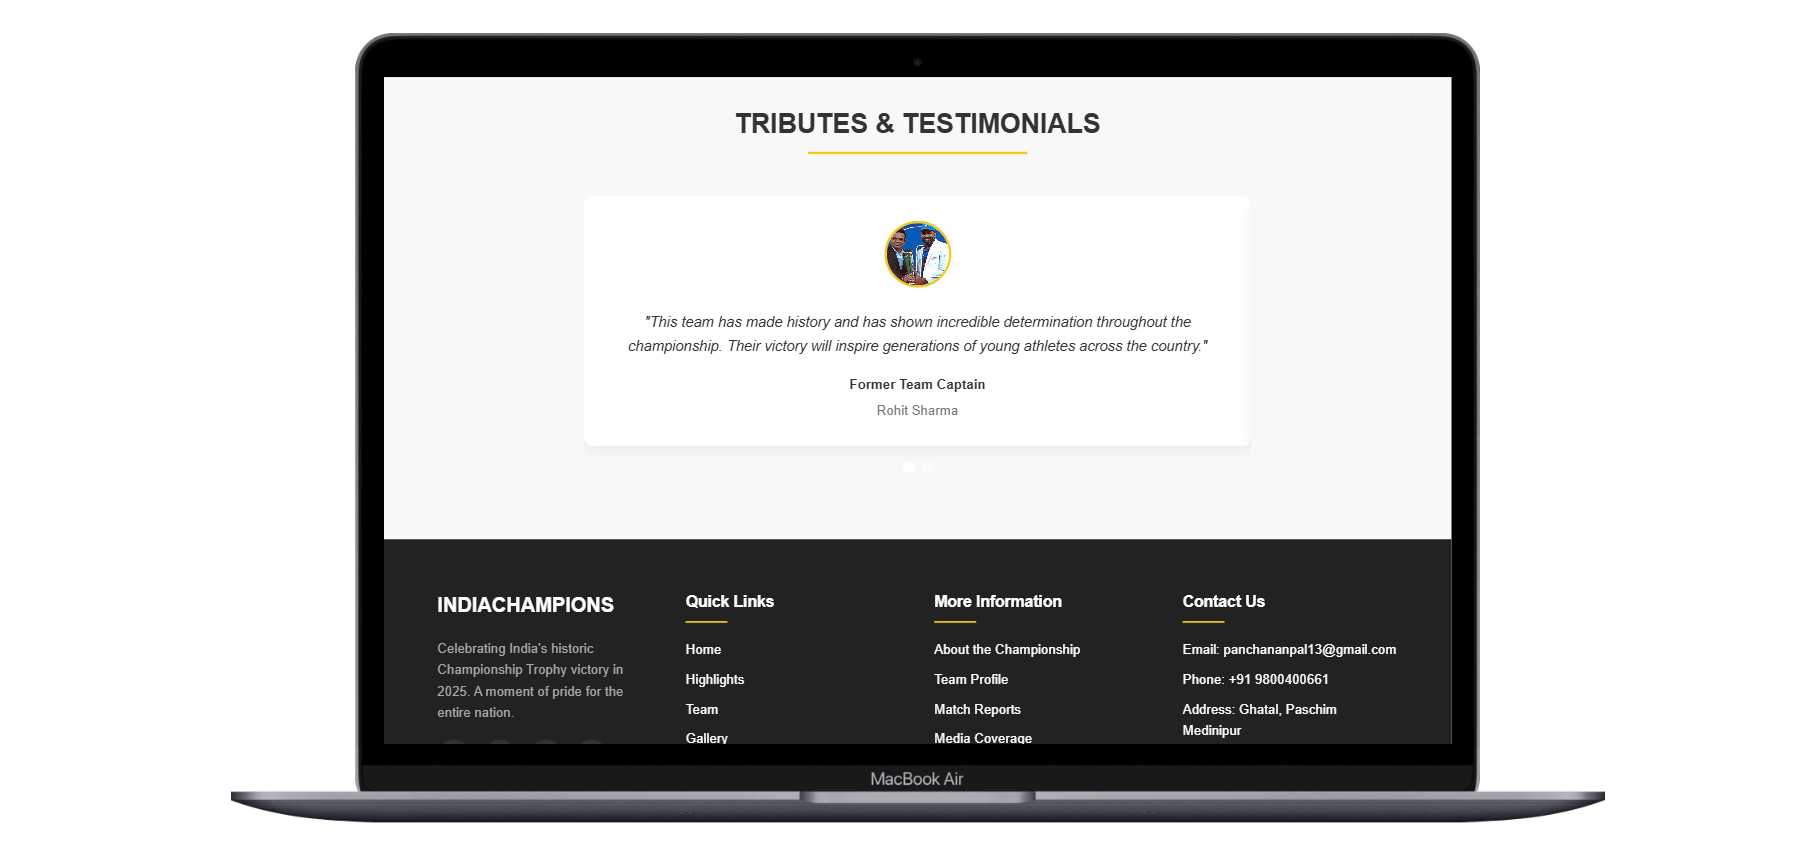 TRIBUTES & TESTIMONIALS
"This team has made history and has shown incredible determination throughout the
championship. Their victory will inspire generations of young athletes across the country."
Former Team Captain
Rohit Sharma
INDIACHAMPIONS
Celebrating India's historic
Championship Trophy victory in
2025. A moment of pride for the
entire nation.
Quick Links
Home
Highlights
Team
Gallery
More Information
About the Championship
Team Profile
Match Reports
Media Coverage
Contact Us
Email: panchananpal13@gmail.com
Phone: +91 9800400661
Address: Ghatal, Paschim
Medinipur
MacBook Air